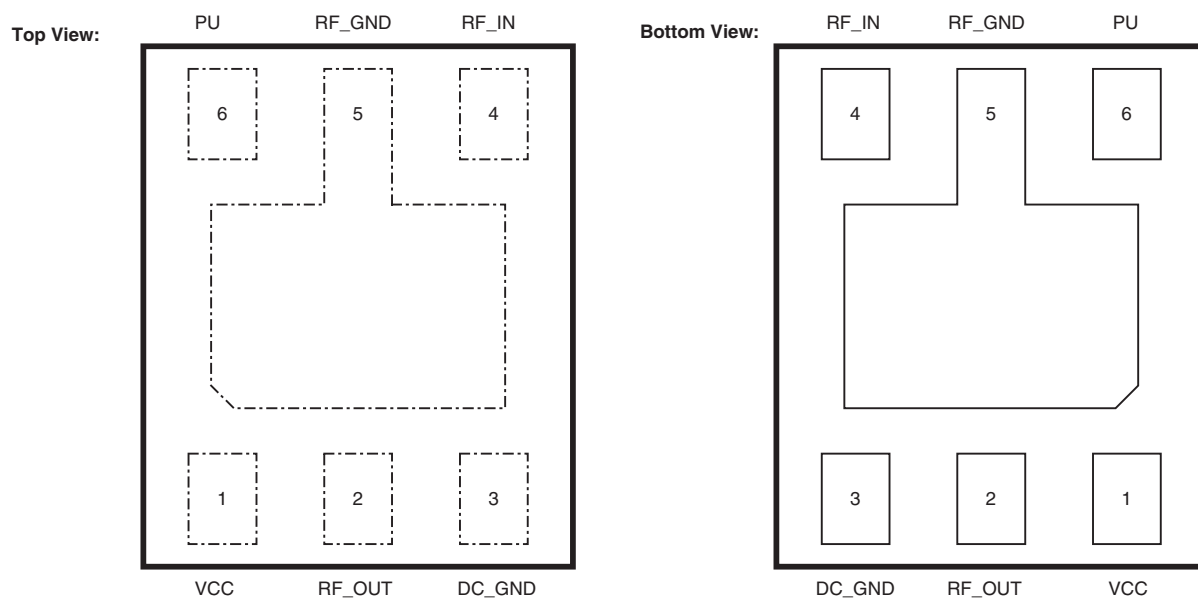 Top View:
PU RF_GND RF_IN
6 5 4
1 2 3
VCC RF_OUT DC_GND
Bottom View:
RF_IN RF_GND PU
4 5 6
3 2 1
DC_GND RF_OUT VCC